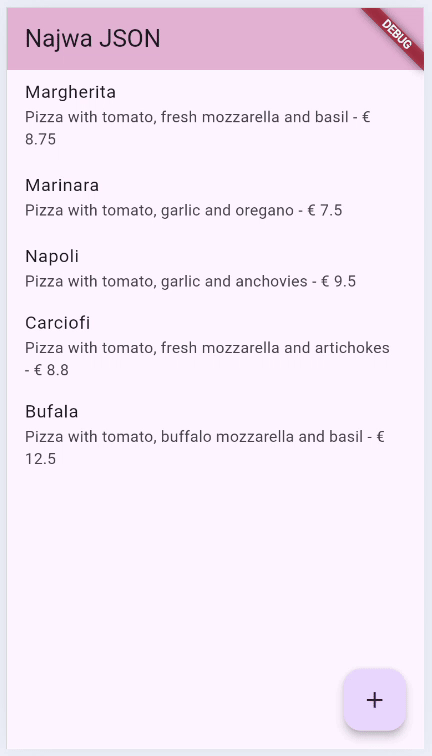 Najwa JSON
DEBUG
Margherita
Pizza with tomato, fresh mozzarella and basil - €
8.75
Marinara
Pizza with tomato, garlic and oregano - € 7.5
Napoli
Pizza with tomato, garlic and anchovies - € 9.5
Carciofi
Pizza with tomato, fresh mozzarella and artichokes
- € 8.8
Bufala
Pizza with tomato, buffalo mozzarella and basil - €
12.5
+